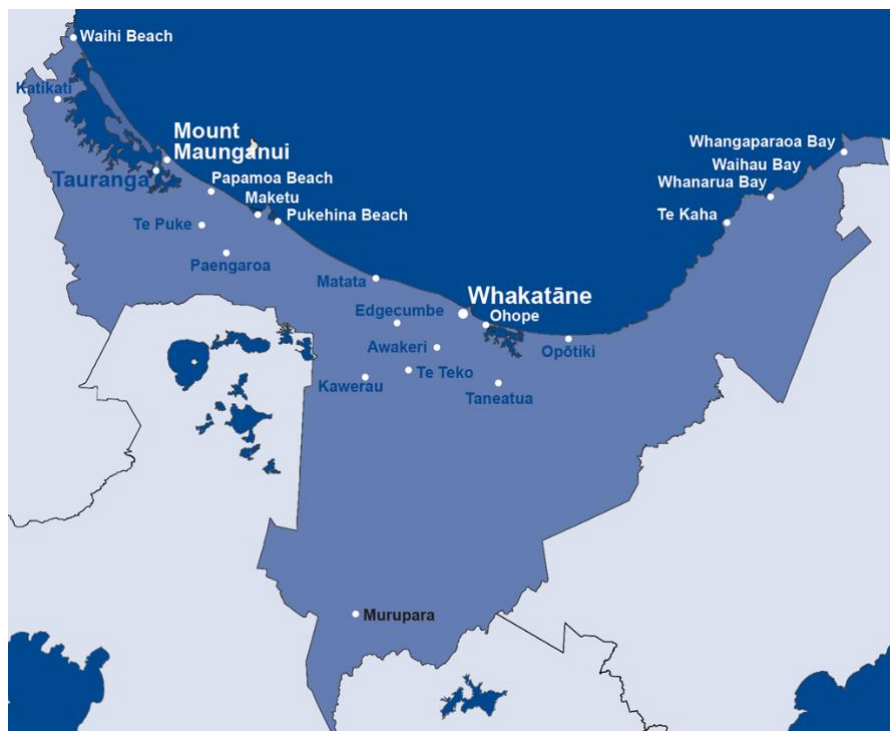 Waihi Beach
Katikati
Mount
Maunganui
Tauranga
Papamoa Beach
Maketu
Pukehina Beach
Te Puke
Paengaroa
Matata
Whakatāne
Edgecumbe
Ohope
Awakeri
Opōtiki
Te Teko
Kawerau
Taneatua
Whangaparaoa Bay
Waihau Bay
Whanarua Bay
Te Kaha
Murupara